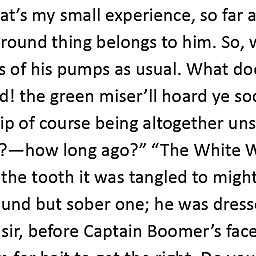 at's my small experience, so far a
round thing belongs to him. So, w
s of his pumps as usual. What doe
d! the green miser'll hoard ye soo
ip of course being altogether uns
?—how long ago?” “The White W
the tooth it was tangled to might
und but sober one; he was dresse
sir, before Captain Boomer's face